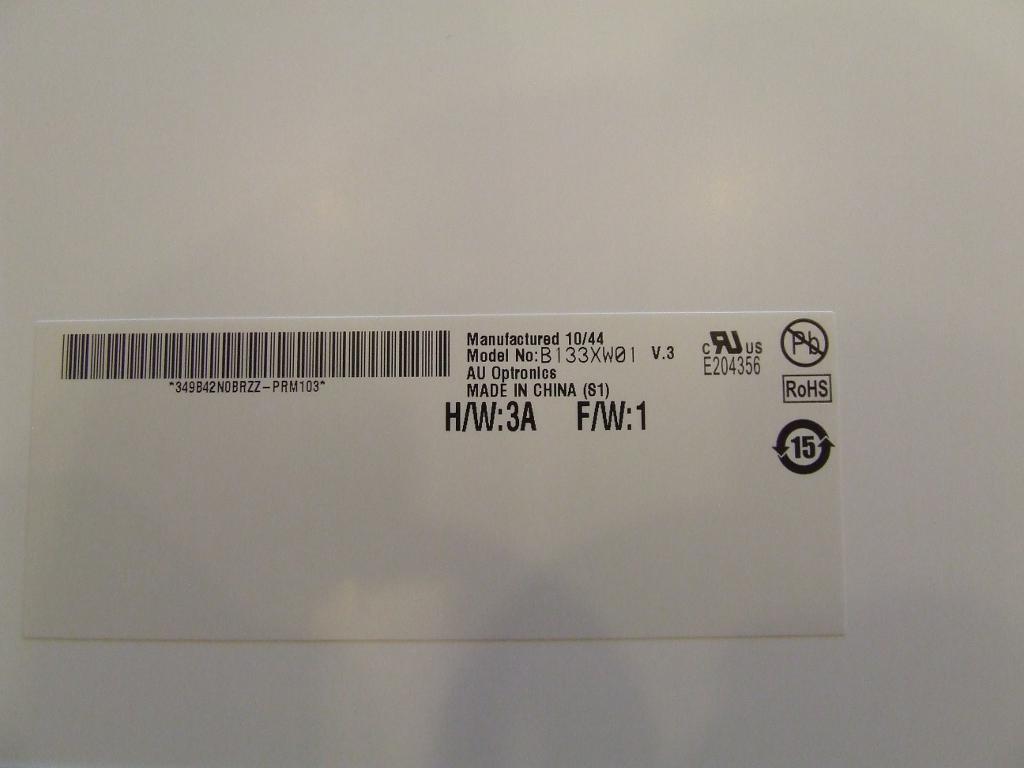 *349B42N0BRZZ-PRM103*
Manufactured 10/44
Model No:B133XW01 V.3
AU Optronics
MADE IN CHINA (S1)
H/W:3A F/W:1
c RU US
E204356
Pb
RoHS
15